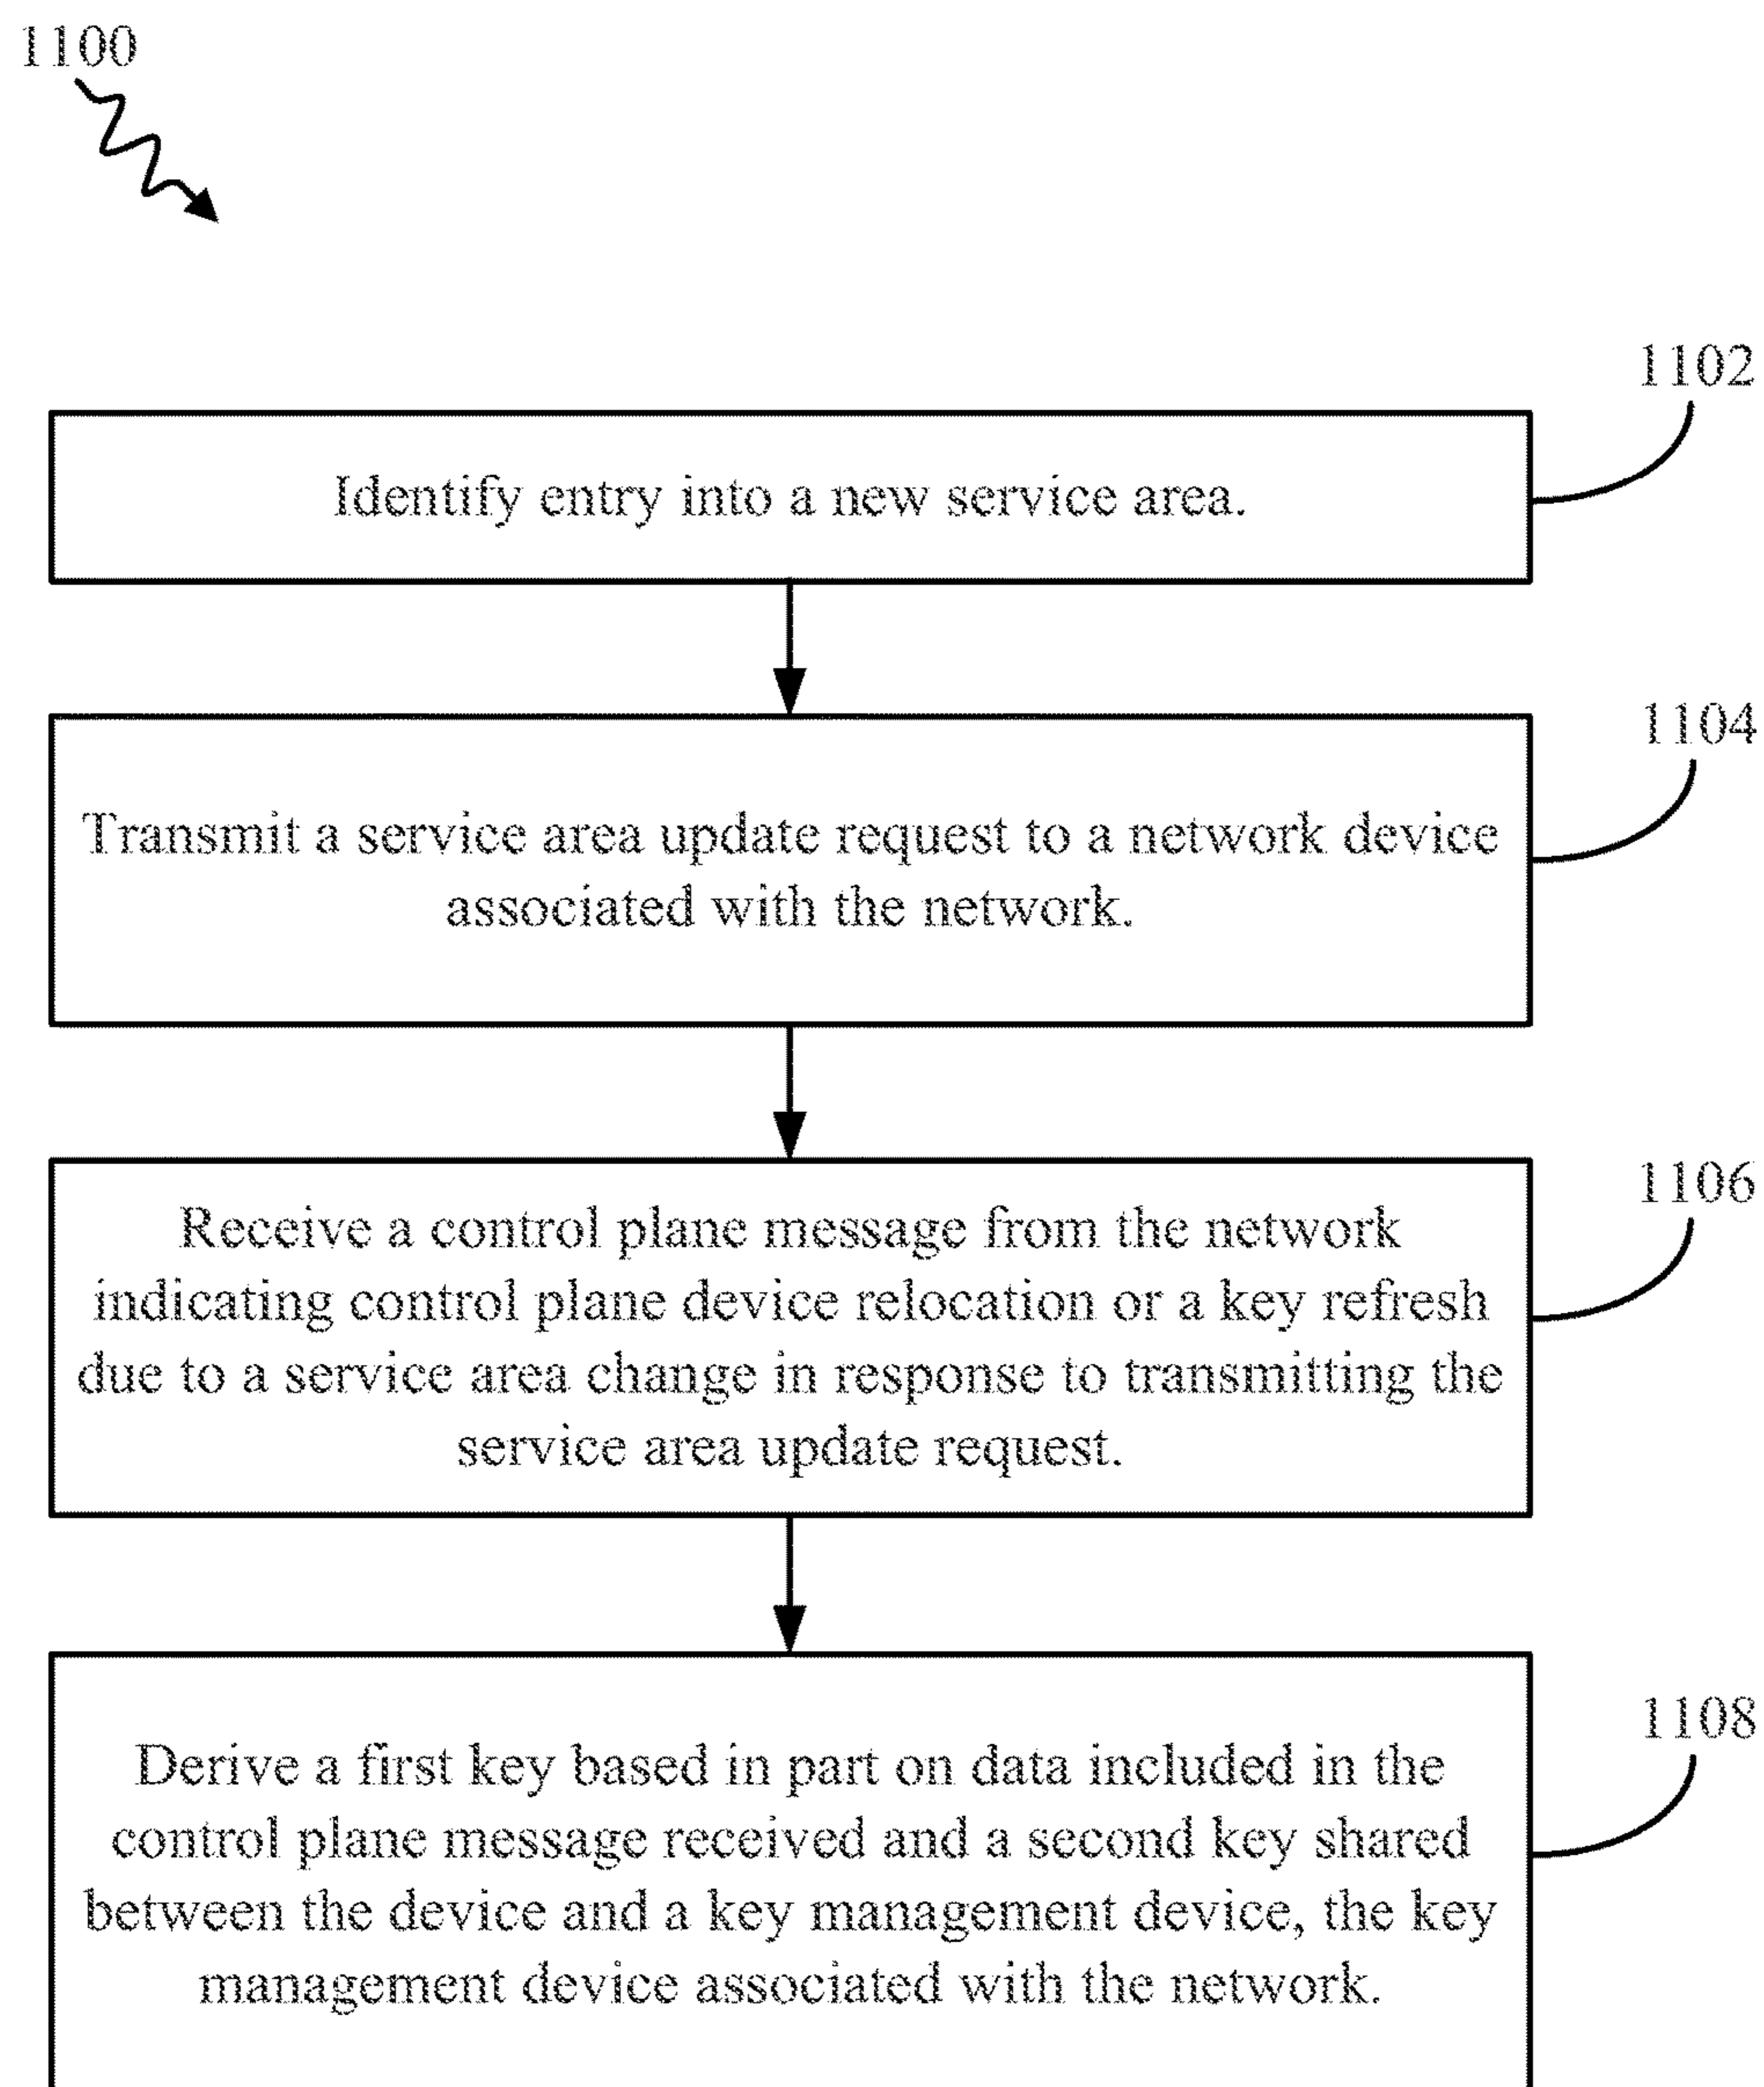 1100
1102
Identify entry into a new service area.
1104
Transmit a service area update request to a network device
associated with the network.
1106
Receive a control plane message from the network
indicating control plane device relocation or a key refresh
due to a service area change in response to transmitting the
service area update request.
1108
Derive a first key based in part on data included in the
control plane message received and a second key shared
between the device and a key management device, the key
management device associated with the network.